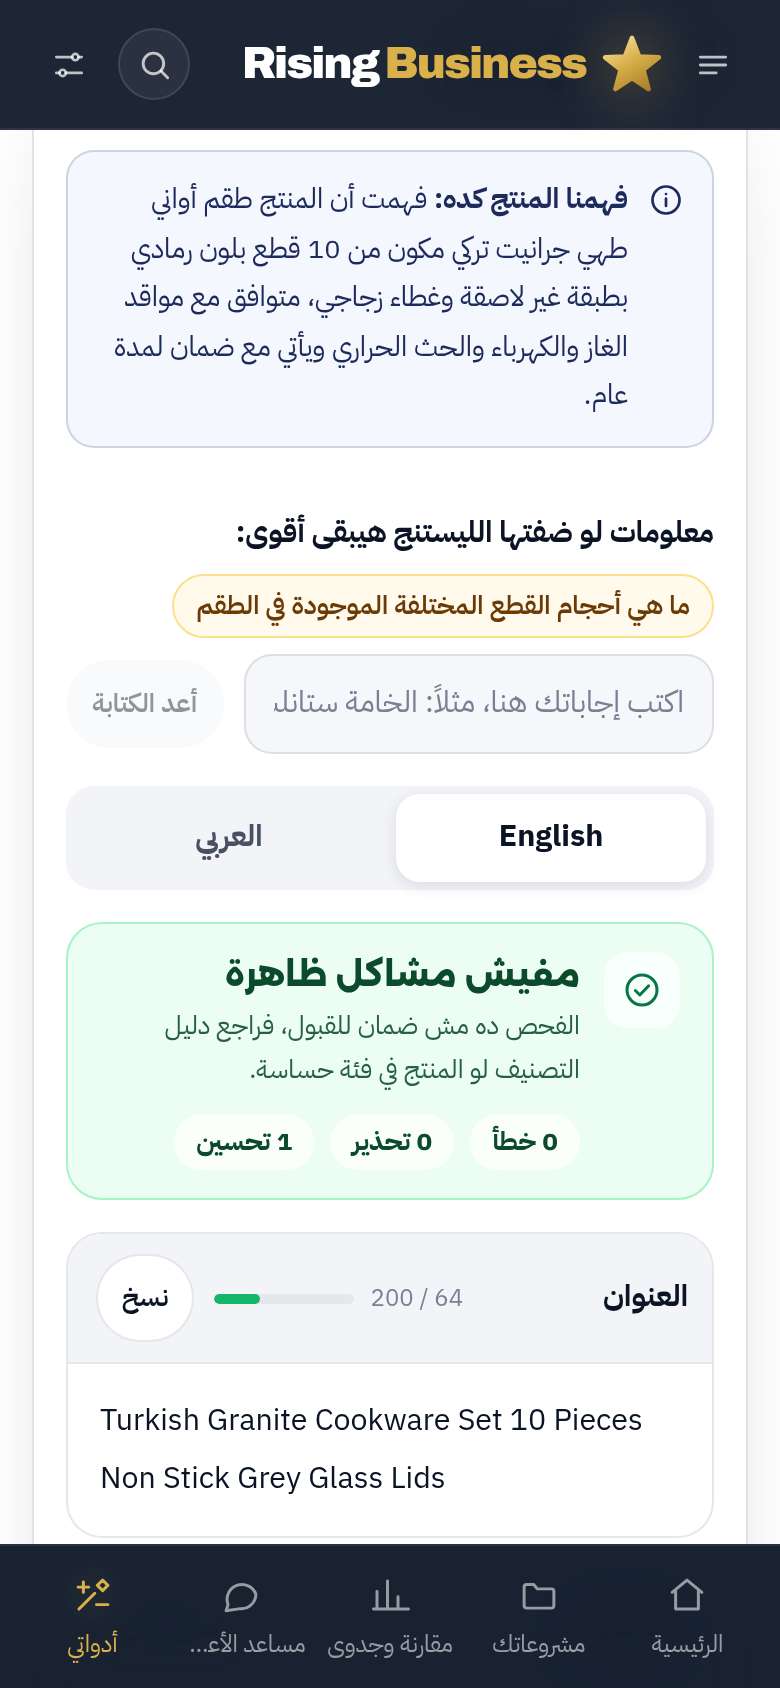 Rising Business
فهمنا المنتج كده: فهمت أن المنتج طقم أواني
طهي جرانيت تركي مكون من 10 قطع بلون رمادي
بطبقة غير لاصقة وغطاء زجاجي، متوافق مع مواقد
الغاز والكهرباء والحث الحراري ويأتي مع ضمان لمدة
عام.
معلومات لو ضفتها الليستنج هيبقى أقوى:
ما هي أحجام القطع المختلفة الموجودة في الطقم
اكتب إجاباتك هنا، مثلاً: الخامة ستانلـ
أعد الكتابة
English
العربي
مفيش مشاكل ظاهرة
الفحص ده مش ضمان للقبول، فراجع دليل
التصنيف لو المنتج في فئة حساسة.
0 خطأ
0 تحذير
1 تحسين
العنوان
64 / 200
نسخ
Turkish Granite Cookware Set 10 Pieces
Non Stick Grey Glass Lids
الرئيسية
مشروعاتك
مقارنة وجدوى
مساعد الأعـ...
أدواتي